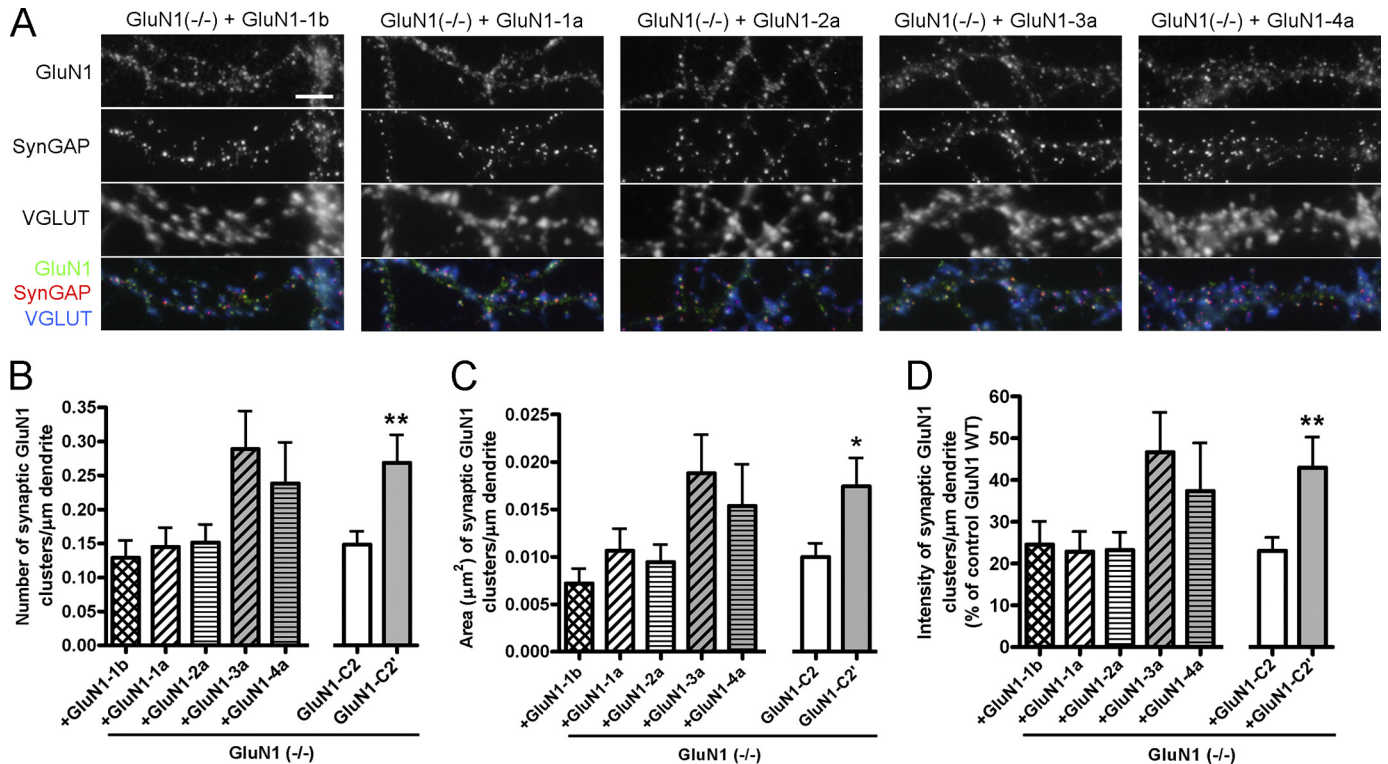 A
GluN1(-/-) + GluN1-1b
GluN1(-/-) + GluN1-1a
GluN1(-/-) + GluN1-2a
GluN1(-/-) + GluN1-3a
GluN1(-/-) + GluN1-4a
GluN1
SynGAP
VGLUT
GluN1
SynGAP
VGLUT
B
Number of synaptic GluN1
clusters/μm dendrite
0.35
0.30
0.25
0.20
0.15
0.10
0.05
0.00
**
+GluN1-1b
+GluN1-1a
+GluN1-2a
+GluN1-3a
+GluN1-4a
GluN1-C2
GluN1-C2'
GluN1 (-/-)
C
Area (μm²) of synaptic GluN1
clusters/μm dendrite
0.025
0.020
0.015
0.010
0.005
0.000
*
+GluN1-1b
+GluN1-1a
+GluN1-2a
+GluN1-3a
+GluN1-4a
GluN1-C2
GluN1-C2'
GluN1 (-/-)
D
Intensity of synaptic GluN1
clusters/μm dendrite
(% of control GluN1 WT)
60
50
40
30
20
10
0
**
+GluN1-1b
+GluN1-1a
+GluN1-2a
+GluN1-3a
+GluN1-4a
+GluN1-C2
+GluN1-C2'
GluN1 (-/-)